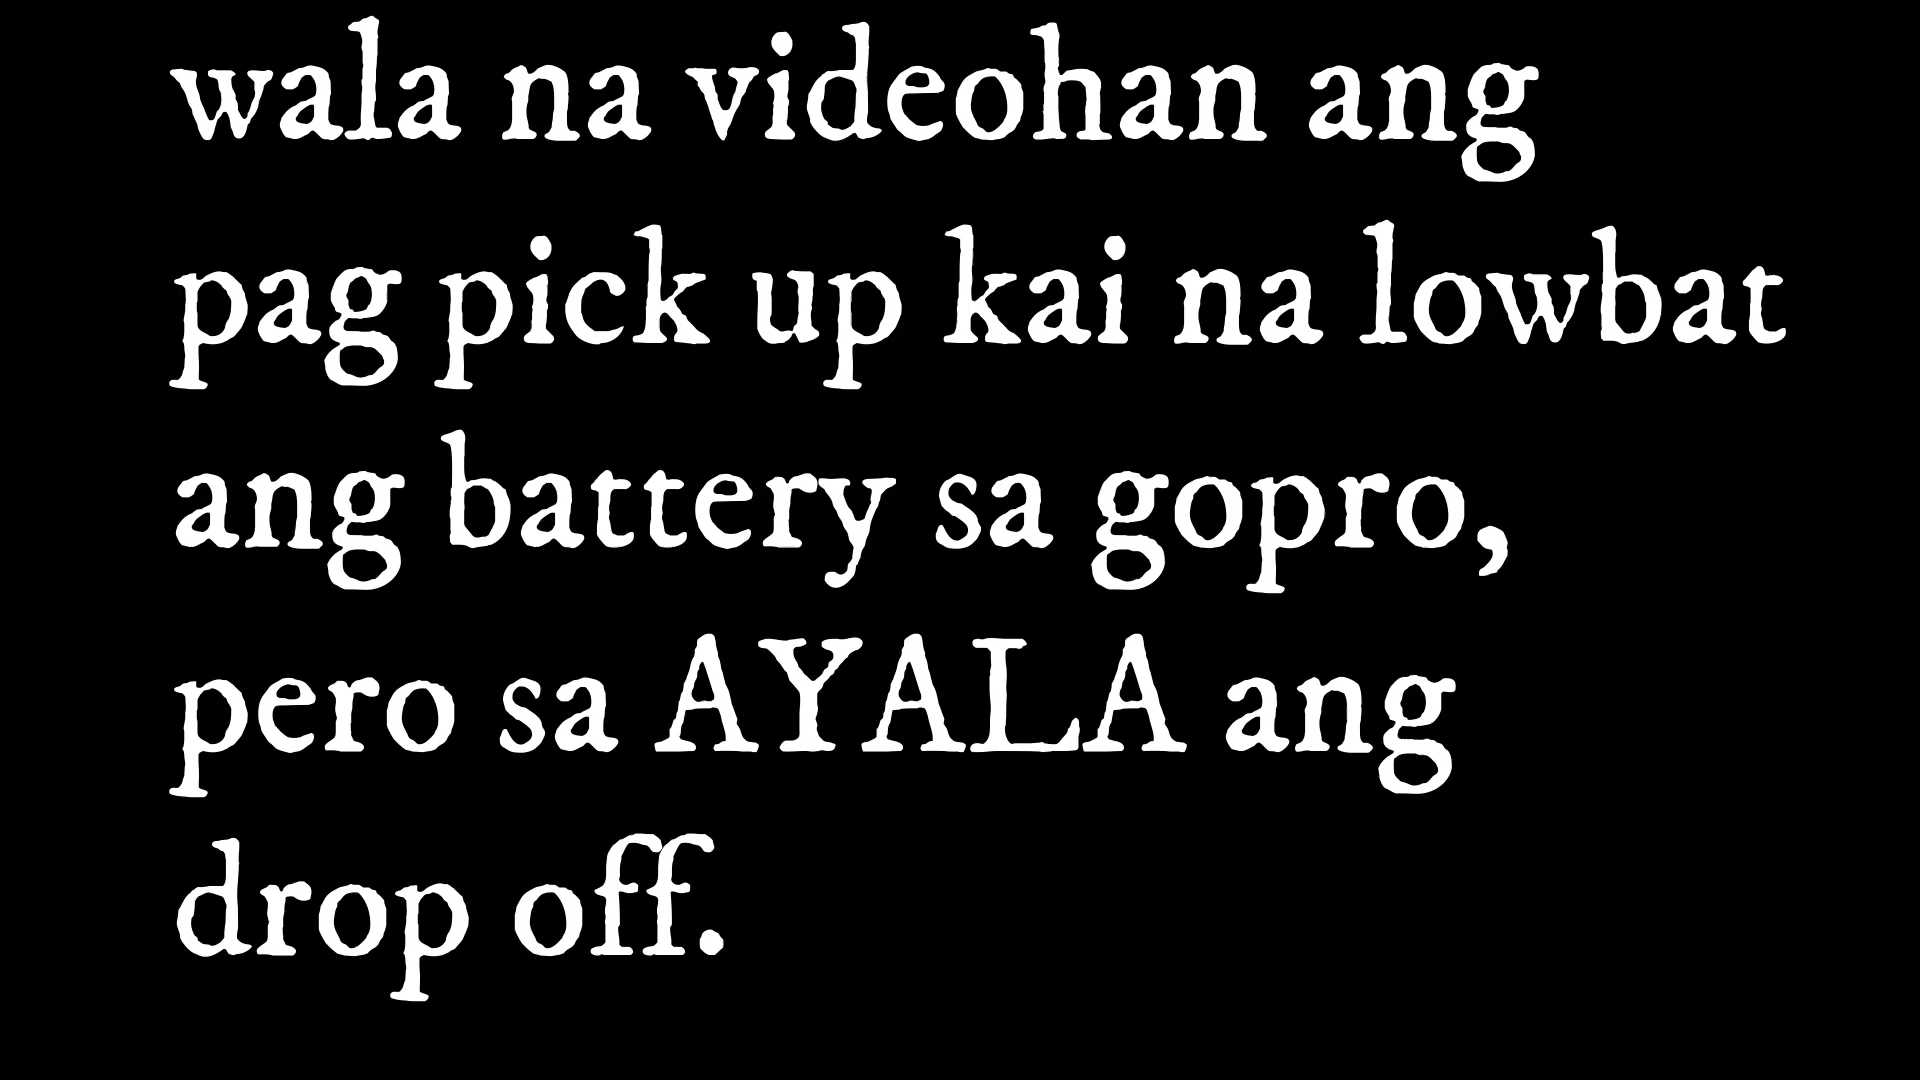 wala na videohan ang
pag pick up kai na lowbat
ang battery sa gopro,
pero sa AYALA ang
drop off.